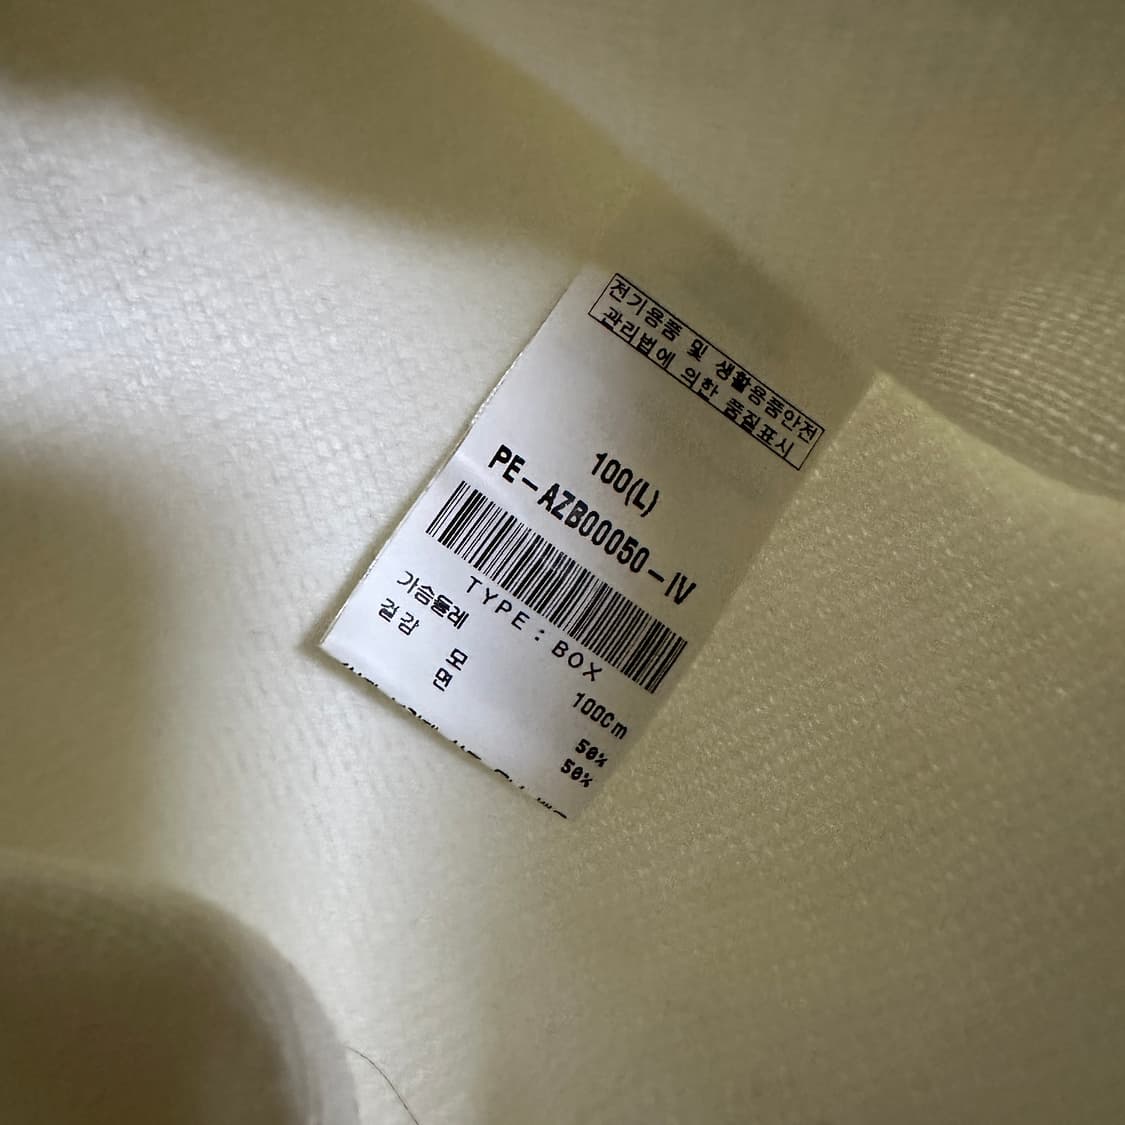 전기용품 및 생활용품안전
관리법에 의한 품질표시
100(L)
PE-AZB00050-IV
TYPE:BOX
가슴둘레 100cm
겉감
모 50%
면 50%